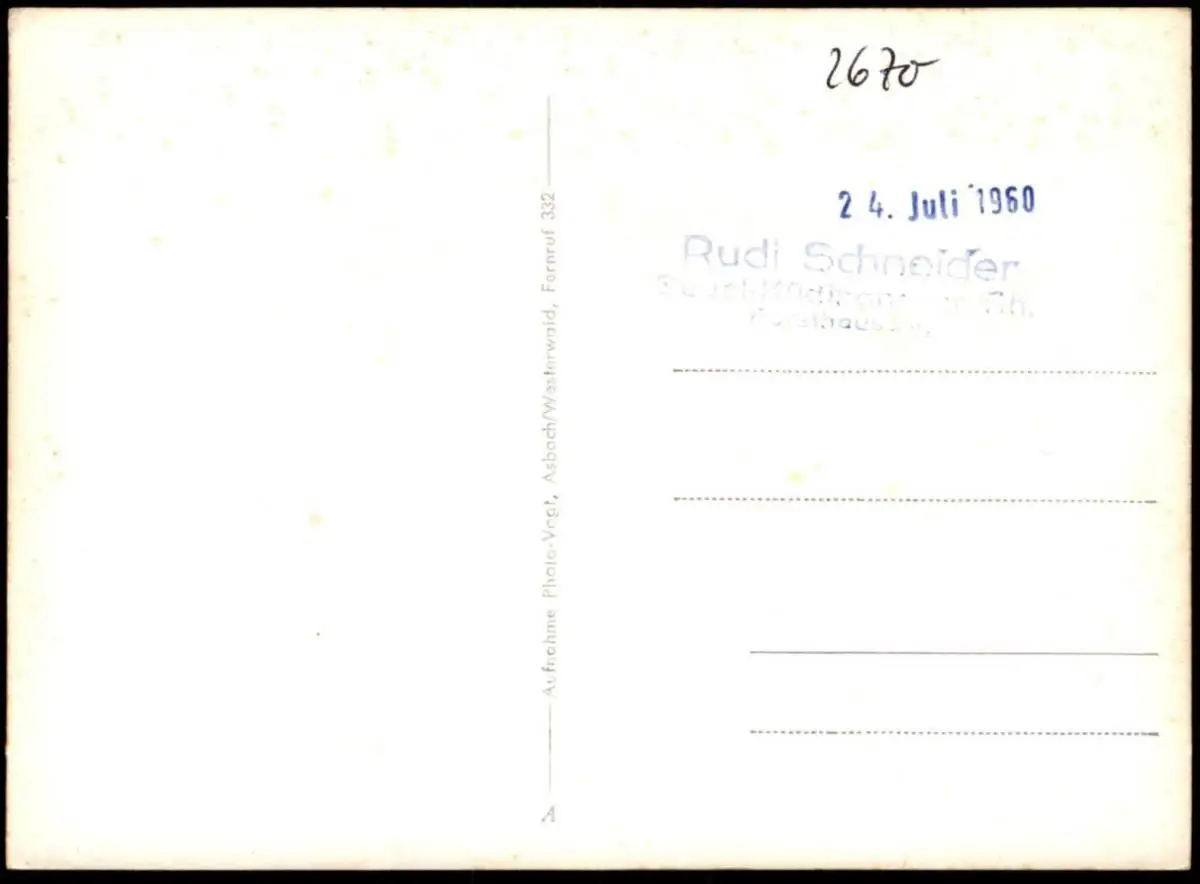 2670
24. Juli 1960
Rudi Schneider
Aufnahme Photo-Vogt, Asbach/Westerwald, Fernruf 332
A